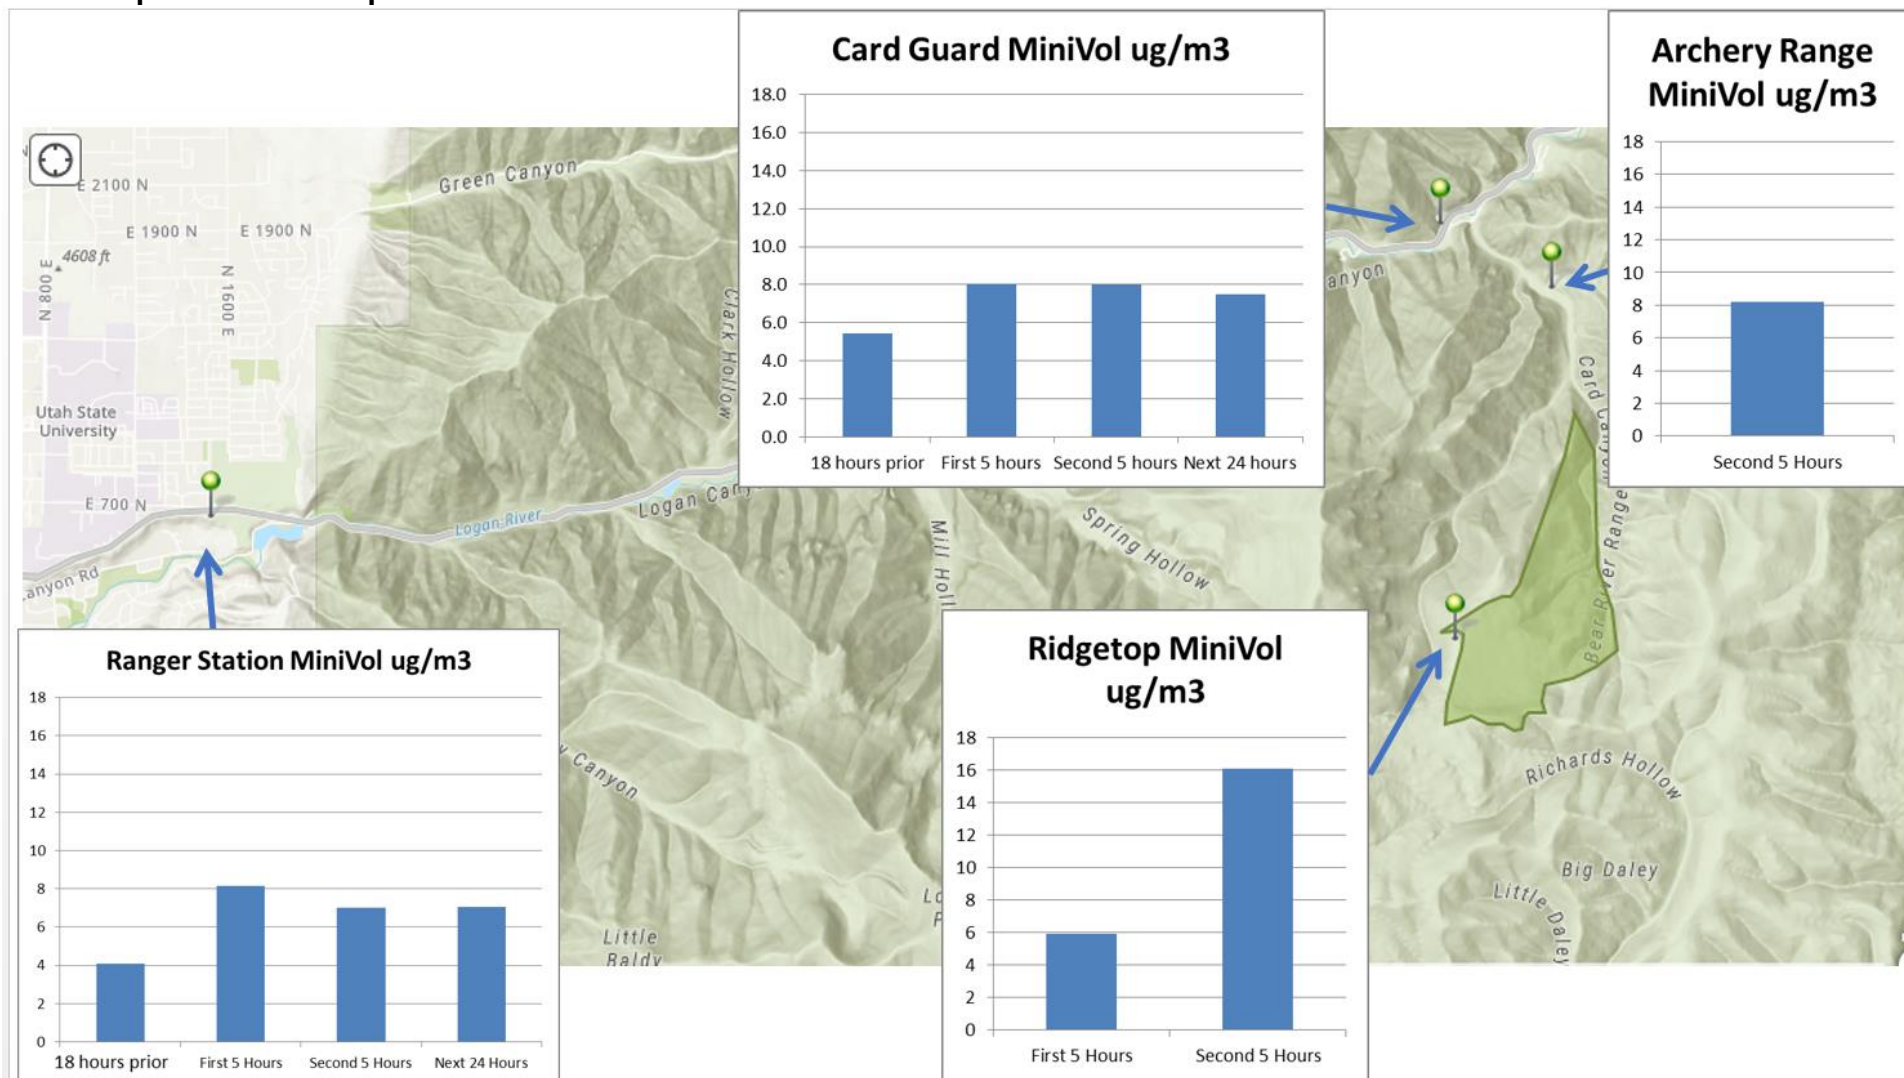 Card Guard MiniVol ug/m3
18.0
16.0
14.0
12.0
10.0
8.0
6.0
4.0
2.0
0.0
18 hours prior First 5 hours Second 5 hours Next 24 hours
Archery Range
MiniVol ug/m3
18
16
14
12
10
8
6
4
2
0
Second 5 Hours
E 2100 N
Green Canyon
E 1900 N E 1900 N
4608 ft
N 800 E
N 1600 E
Clark Hollow
anyon
Card Canyon
Utah State
University
E 700 N
Logan River
Logan Cany
anyon Rd
Mill Holl
Spring Hollow
Bear River Range
Ranger Station MiniVol ug/m3
18
16
14
12
10
8
6
4
2
0
18 hours prior First 5 Hours Second 5 Hours Next 24 Hours
y Canyon
Little
Baldy
Ridgetop MiniVol
ug/m3
18
16
14
12
10
8
6
4
2
0
First 5 Hours Second 5 Hours
Richards Hollow
Big Daley
Little Daley